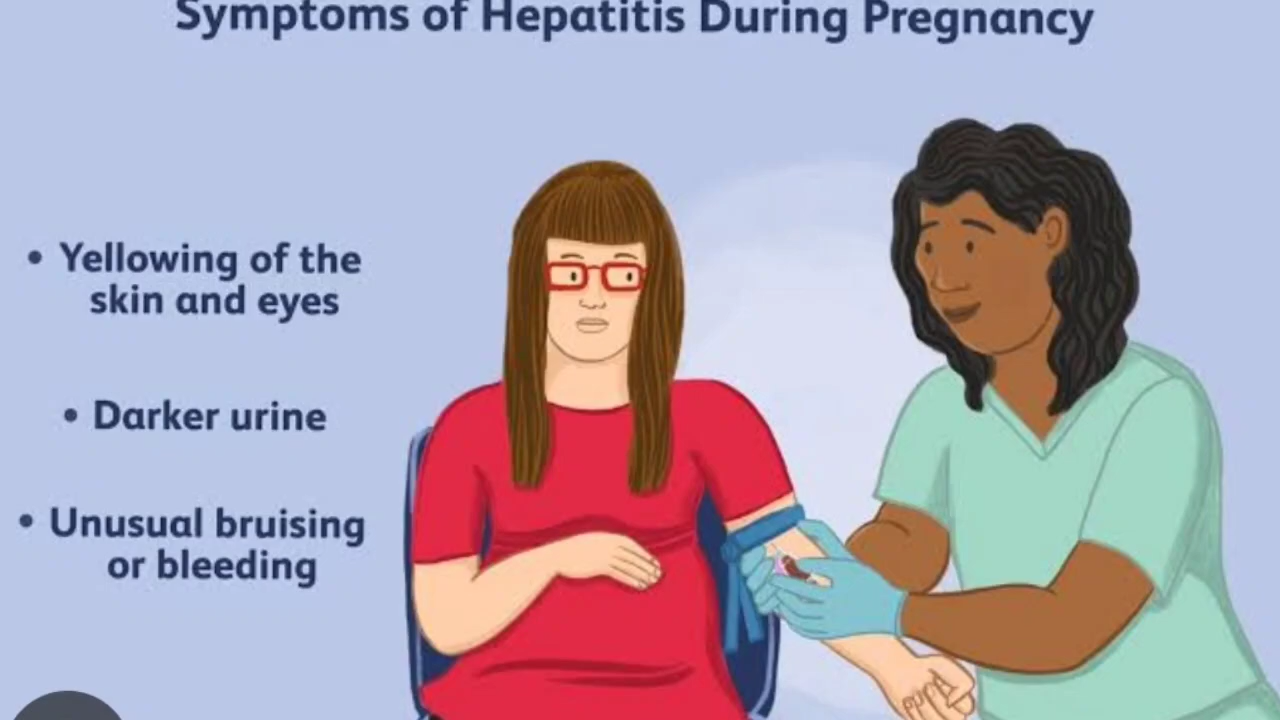 Symptoms of Hepatitis During Pregnancy
• Yellowing of the
skin and eyes
• Darker urine
• Unusual bruising
or bleeding